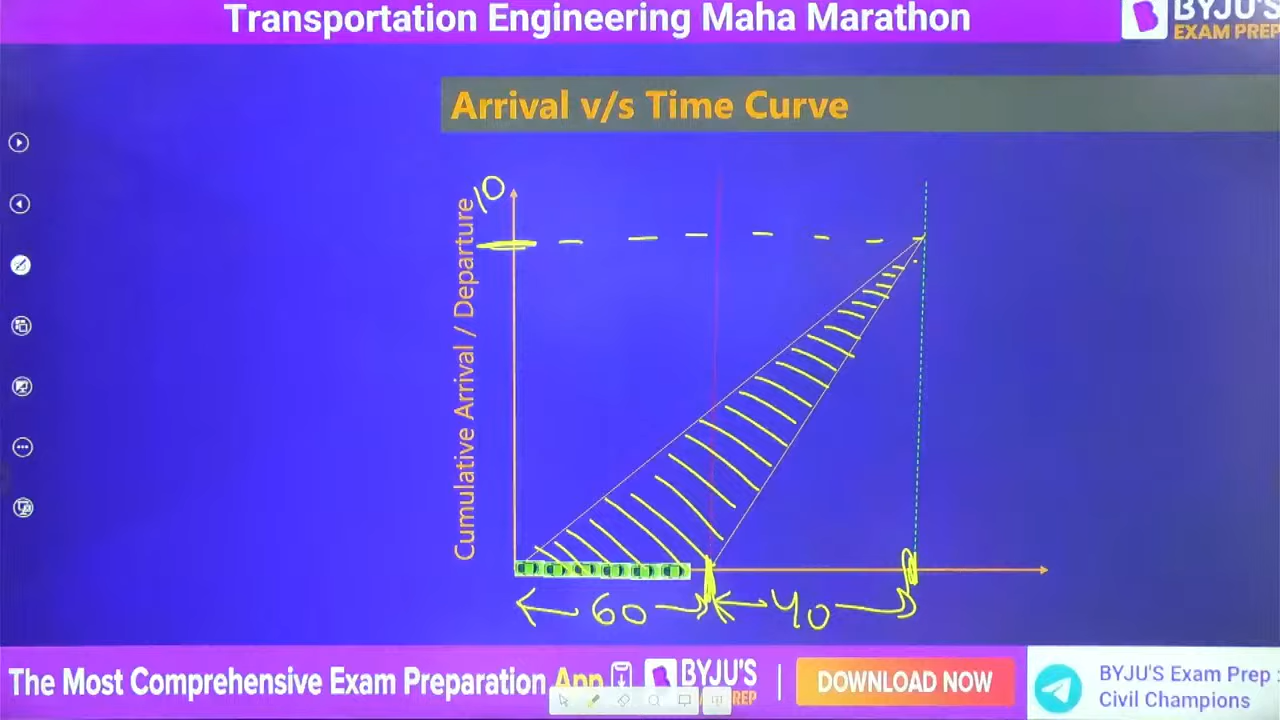 Transportation Engineering Maha Marathon
BYJU'S
EXAM PREP
Arrival v/s Time Curve
10
Cumulative Arrival / Departure
60
40
The Most Comprehensive Exam Preparation App
BYJU'S
PREP
DOWNLOAD NOW
BYJU'S Exam Prep :
Civil Champions